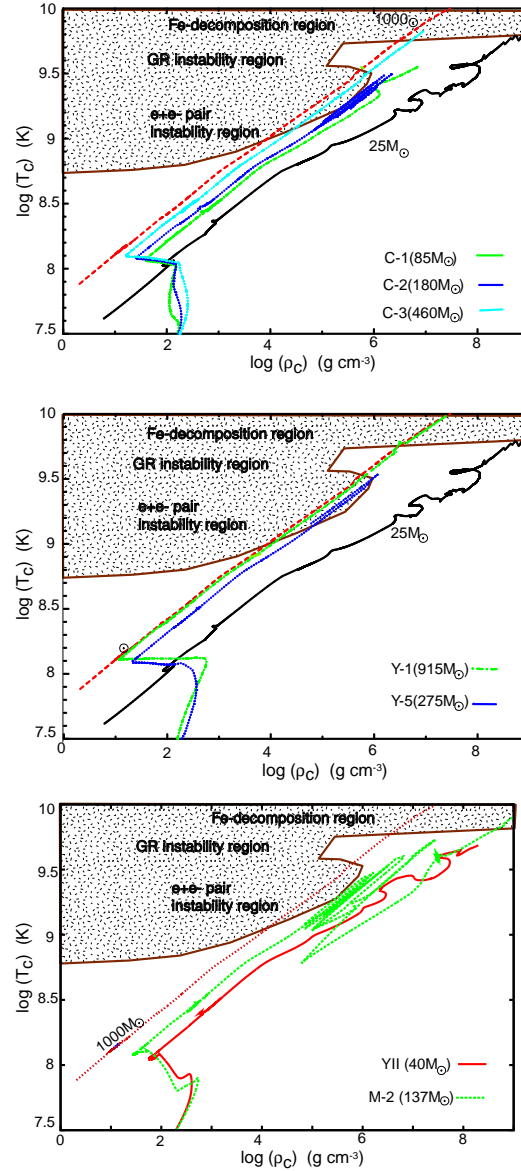 10
Fe-decomposition region
1000⊙
GR instability region
9.5
e+e- pair
instability region
9
25M⊙
8.5
C-1(85M⊙)
8
C-2(180M⊙)
C-3(460M⊙)
7.5
0 2 4 6 8
log (Tc) (K)
log (ρc) (g cm-3)
10
Fe-decomposition region
GR instability region
9.5
e+e- pair
instability region
9
25M⊙
8.5
⊙
8
Y-1(915M⊙)
Y-5(275M⊙)
7.5
0 2 4 6 8
log (Tc) (K)
log (ρc) (g cm-3)
10
Fe-decomposition region
GR instability region
9.5
e+e- pair
instability region
9
8.5
1000M⊙
8
YII (40M⊙)
M-2 (137M⊙)
7.5
0 2 4 6 8
log (Tc) (K)
log (ρc) (g cm-3)